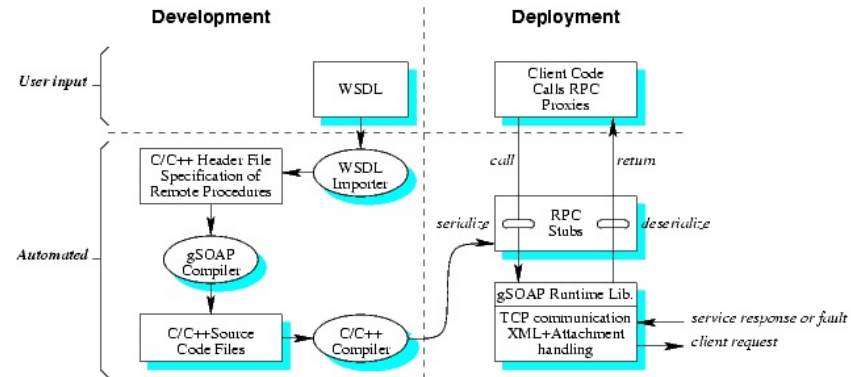 Development
Deployment
User input
WSDL
Client Code
Calls RPC
Proxies
call
return
C/C++ Header File
Specification of
Remote Procedures
WSDL
Importer
serialize
RPC
Stubs
deserialize
Automated
gSOAP
Compiler
gSOAP Runtime Lib.
TCP communication
XML+Attachment
handling
service response or fault
client request
C/C++Source
Code Files
C/C++
Compiler